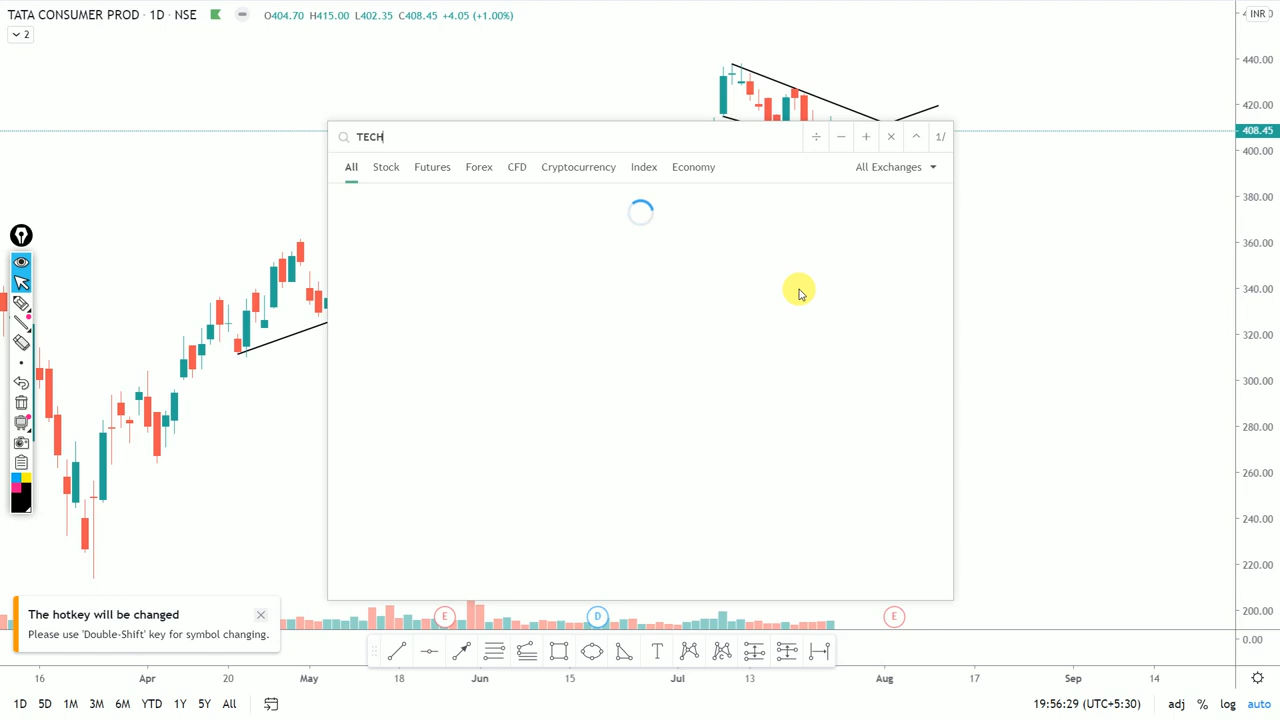 TATA CONSUMER PROD · 1D · NSE O404.70 H415.00 L402.35 C408.45 +4.05 (+1.00%)
INR
2
440.00
420.00
408.45
400.00
380.00
360.00
340.00
320.00
300.00
280.00
260.00
240.00
220.00
200.00
0.00
TECH
1/
All Stock Futures Forex CFD Cryptocurrency Index Economy All Exchanges
The hotkey will be changed
Please use 'Double-Shift' key for symbol changing.
E D E
T
16 Apr 20 May 18 Jun 15 Jul 13 Aug 17 Sep 14
1D 5D 1M 3M 6M YTD 1Y 5Y All 19:56:29 (UTC+5:30) adj % log auto